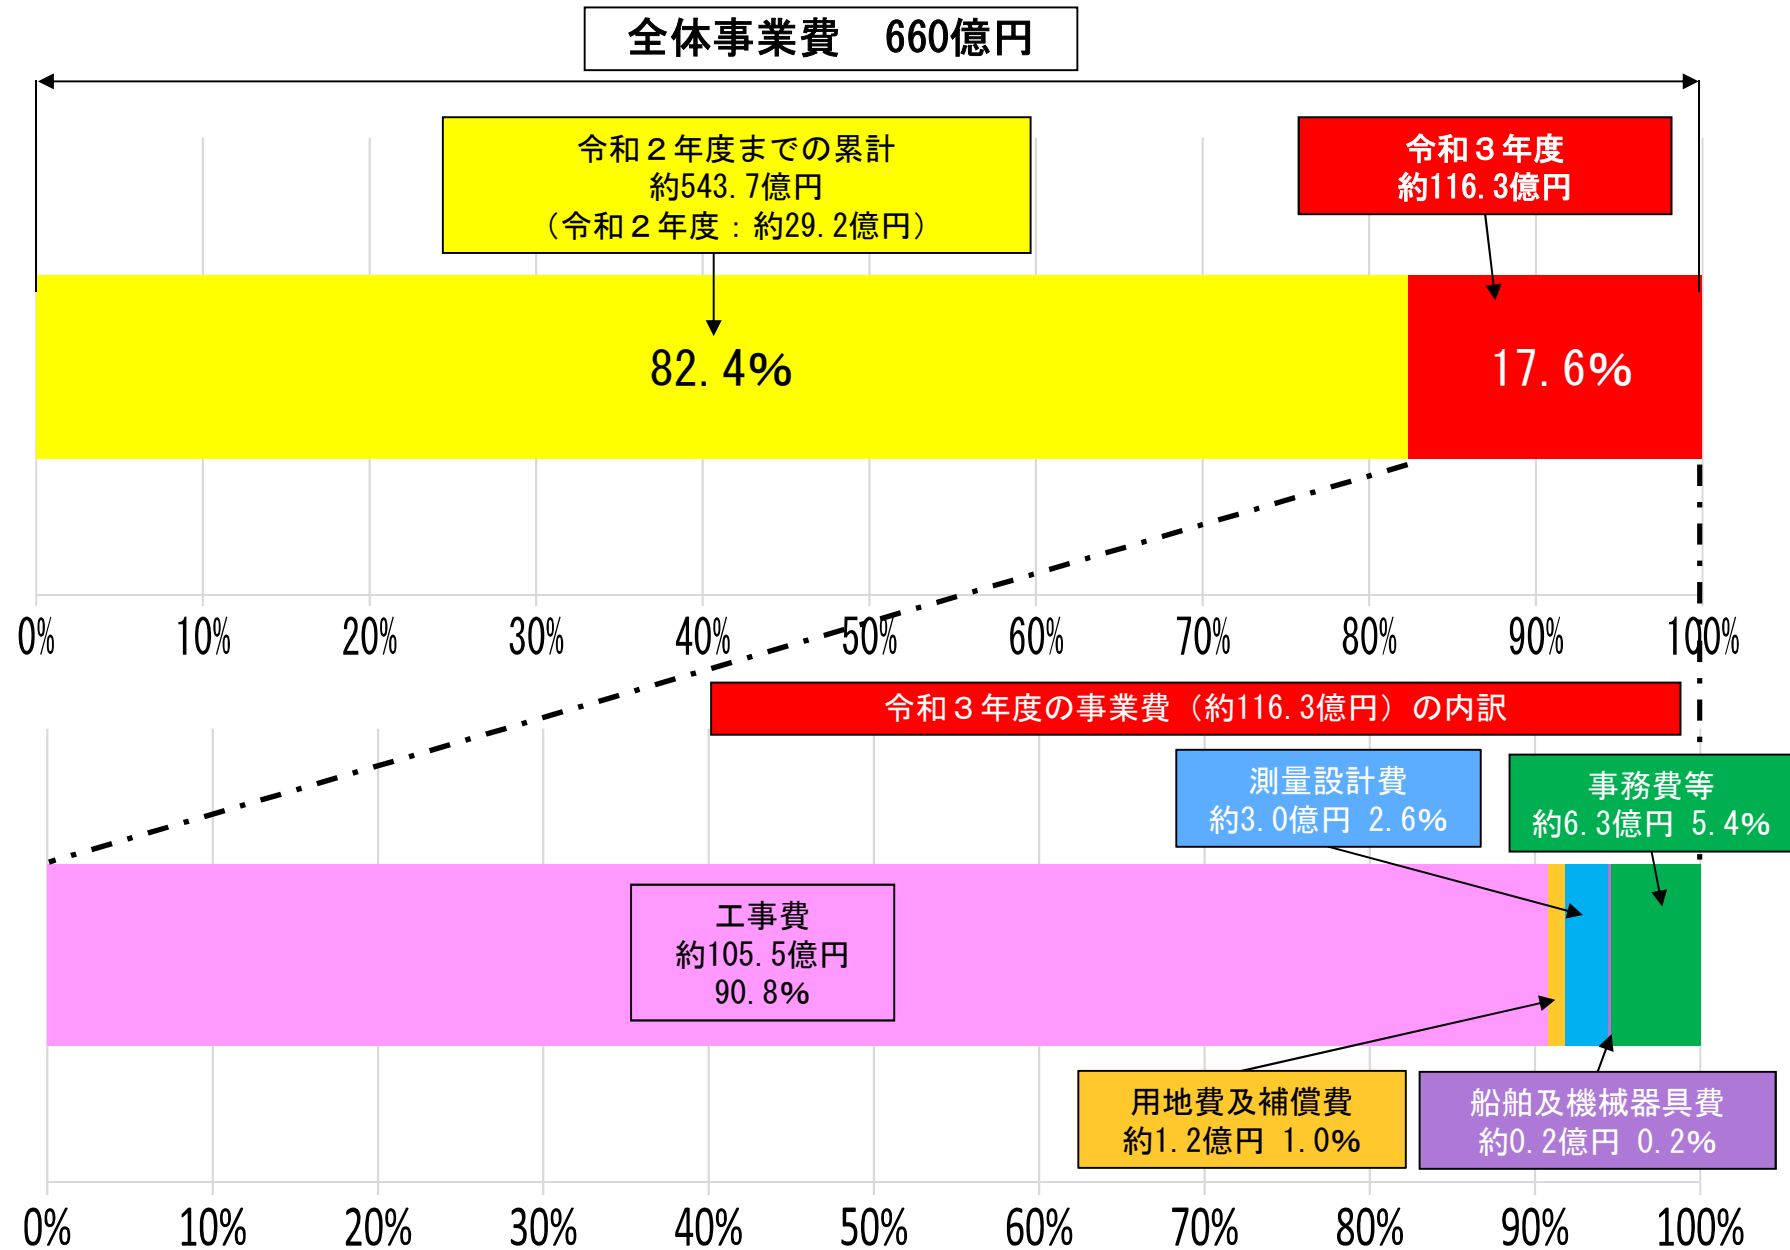 全体事業費　660億円
令和２年度までの累計
約543.7億円
（令和２年度：約29.2億円）
令和３年度
約116.3億円
82.4%
17.6%
0% 10% 20% 30% 40% 50% 60% 70% 80% 90% 100%
令和３年度の事業費（約116.3億円）の内訳
測量設計費
約3.0億円 2.6%
事務費等
約6.3億円 5.4%
工事費
約105.5億円
90.8%
用地費及補償費
約1.2億円 1.0%
船舶及機械器具費
約0.2億円 0.2%
0% 10% 20% 30% 40% 50% 60% 70% 80% 90% 100%